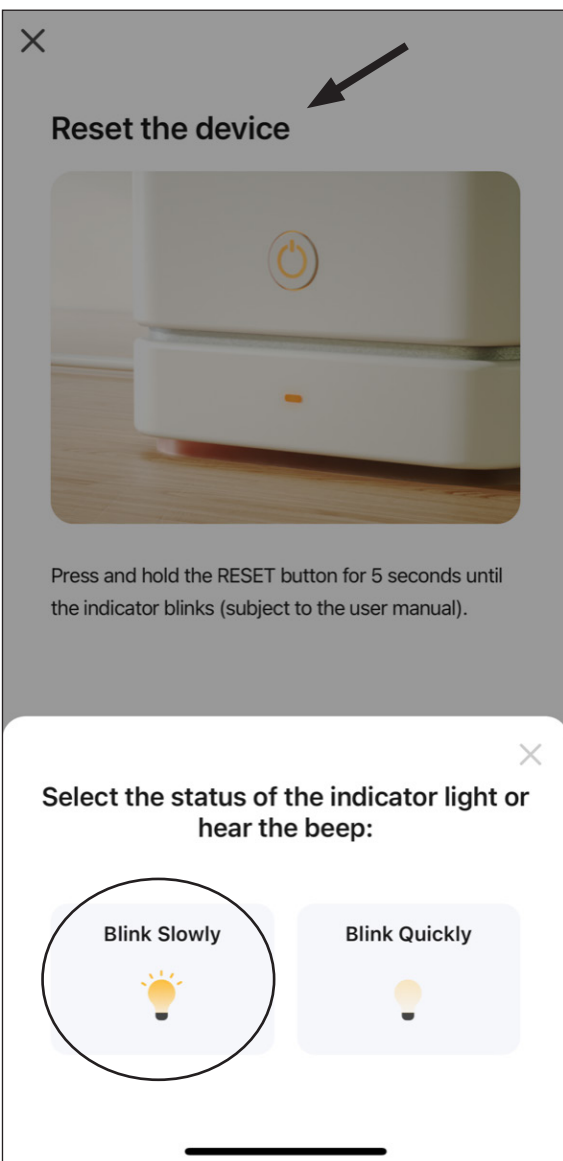 Reset the device
Press and hold the RESET button for 5 seconds until
the indicator blinks (subject to the user manual).
Select the status of the indicator light or
hear the beep:
Blink Slowly
Blink Quickly